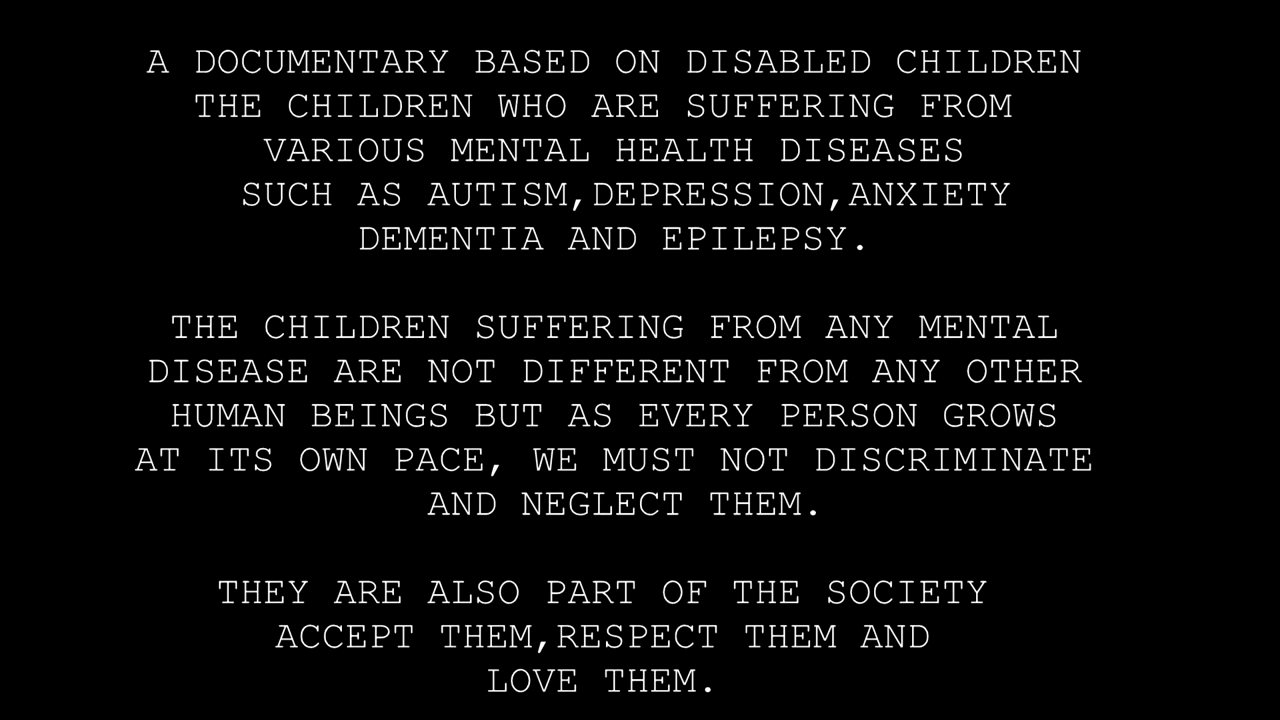 A DOCUMENTARY BASED ON DISABLED CHILDREN
THE CHILDREN WHO ARE SUFFERING FROM
VARIOUS MENTAL HEALTH DISEASES
SUCH AS AUTISM,DEPRESSION,ANXIETY
DEMENTIA AND EPILEPSY.
THE CHILDREN SUFFERING FROM ANY MENTAL
DISEASE ARE NOT DIFFERENT FROM ANY OTHER
HUMAN BEINGS BUT AS EVERY PERSON GROWS
AT ITS OWN PACE, WE MUST NOT DISCRIMINATE
AND NEGLECT THEM.
THEY ARE ALSO PART OF THE SOCIETY
ACCEPT THEM,RESPECT THEM AND
LOVE THEM.